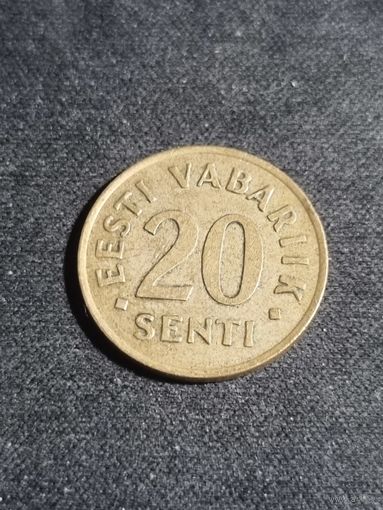 · EESTI VABARIIK ·
20
SENTI